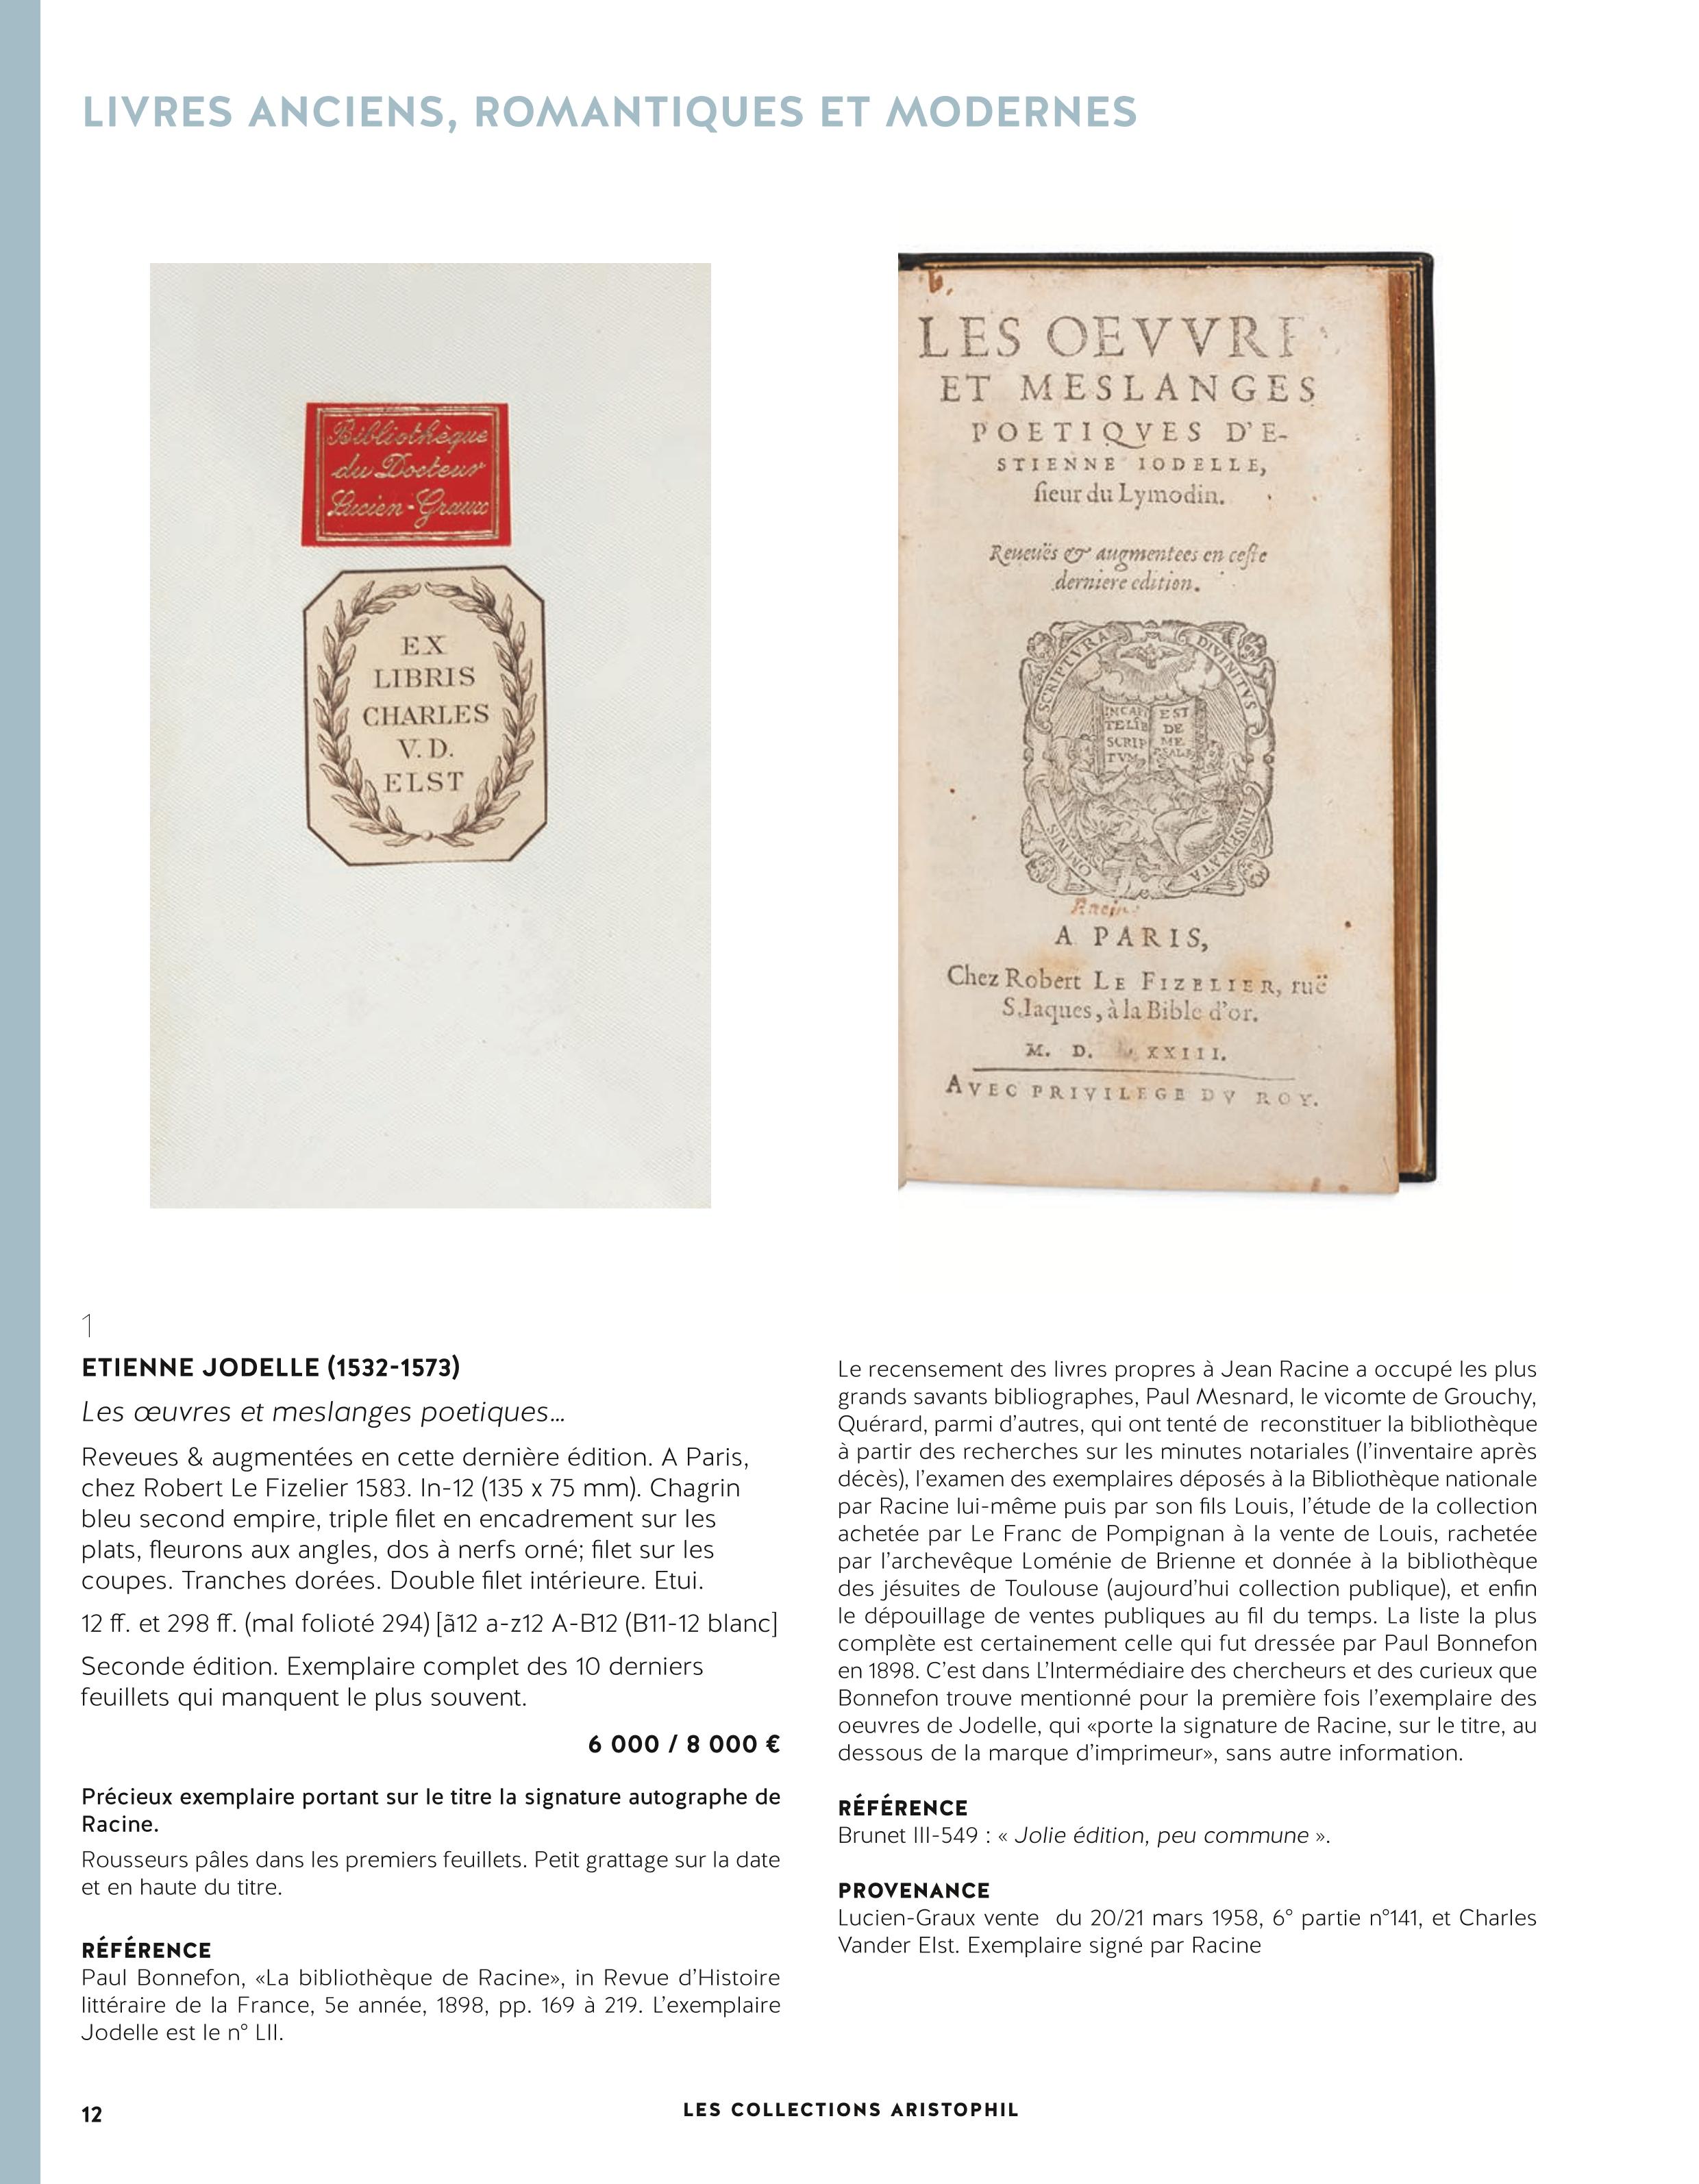 LIVRES ANCIENS, ROMANTIQUES ET MODERNES
Bibliothèque
du Docteur
Lucien-Graux
EX
LIBRIS
CHARLES
V. D.
ELST
LES OEVVRE
ET MESLANGES
POETIQVES D'E-
STIENNE IODELLE,
sieur du Lymodin.
Reueuës & augmentees en ceste
derniere edition.
SCRIPTVRA
DIVINITVS
IN CAPI
TE LIB
SCRIP
TVM
EST
DE
ME
OMNIS
INSPIRATA
Racin
A PARIS,
Chez Robert LE FIZELIER, ruë
S. Iaques, à la Bible d'or.
M. D. XXIII.
AVEC PRIVILEGE DV ROY.
1
ETIENNE JODELLE (1532-1573)
Les œuvres et meslanges poetiques...
Reveues & augmentées en cette dernière édition. A Paris,
chez Robert Le Fizelier 1583. In-12 (135 x 75 mm). Chagrin
bleu second empire, triple filet en encadrement sur les
plats, fleurons aux angles, dos à nerfs orné; filet sur les
coupes. Tranches dorées. Double filet intérieure. Etui.
12 ff. et 298 ff. (mal folioté 294) [ã12 a-z12 A-B12 (B11-12 blanc]
Seconde édition. Exemplaire complet des 10 derniers
feuillets qui manquent le plus souvent.
6 000 / 8 000 €
Précieux exemplaire portant sur le titre la signature autographe de
Racine.
Rousseurs pâles dans les premiers feuillets. Petit grattage sur la date
et en haute du titre.
RÉFÉRENCE
Paul Bonnefon, «La bibliothèque de Racine», in Revue d'Histoire
littéraire de la France, 5e année, 1898, pp. 169 à 219. L'exemplaire
Jodelle est le n° LII.
Le recensement des livres propres à Jean Racine a occupé les plus
grands savants bibliographes, Paul Mesnard, le vicomte de Grouchy,
Quérard, parmi d'autres, qui ont tenté de reconstituer la bibliothèque
à partir des recherches sur les minutes notariales (l'inventaire après
décès), l'examen des exemplaires déposés à la Bibliothèque nationale
par Racine lui-même puis par son fils Louis, l'étude de la collection
achetée par Le Franc de Pompignan à la vente de Louis, rachetée
par l'archevêque Loménie de Brienne et donnée à la bibliothèque
des jésuites de Toulouse (aujourd'hui collection publique), et enfin
le dépouillage de ventes publiques au fil du temps. La liste la plus
complète est certainement celle qui fut dressée par Paul Bonnefon
en 1898. C'est dans L'Intermédiaire des chercheurs et des curieux que
Bonnefon trouve mentionné pour la première fois l'exemplaire des
oeuvres de Jodelle, qui «porte la signature de Racine, sur le titre, au
dessous de la marque d'imprimeur», sans autre information.
RÉFÉRENCE
Brunet III-549 : « Jolie édition, peu commune ».
PROVENANCE
Lucien-Graux vente du 20/21 mars 1958, 6° partie n°141, et Charles
Vander Elst. Exemplaire signé par Racine
12
LES COLLECTIONS ARISTOPHIL